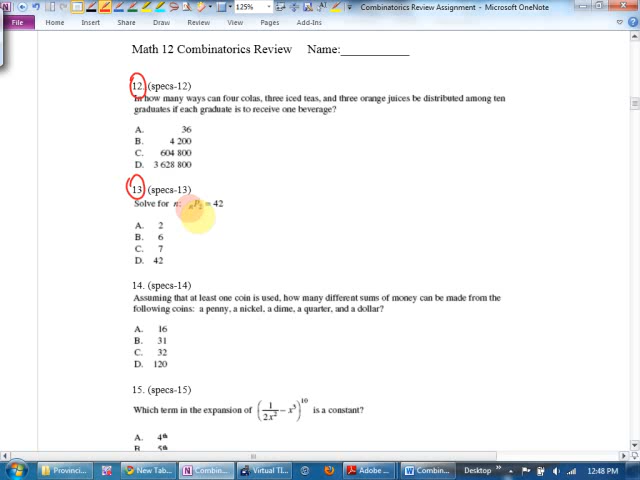 Combinatorics Review Assignment - Microsoft OneNote
125%
File
Home
Insert
Draw
Review
View
Pages
Add-Ins
Math 12 Combinatorics Review Name:___________
12. (specs-12)
In how many ways can four colas, three iced teas, and three orange juices be distributed among ten
graduates if each graduate is to receive one beverage?
A. 36
B. 4 200
C. 604 800
D. 3 628 800
13. (specs-13)
Solve for n: nP2 = 42
A. 2
B. 6
C. 7
D. 42
14. (specs-14)
Assuming that at least one coin is used, how many different sums of money can be made from the
following coins: a penny, a nickel, a dime, a quarter, and a dollar?
A. 16
B. 31
C. 32
D. 120
15. (specs-15)
Which term in the expansion of (1/2x² − x³)¹⁰ is a constant?
A. 4th
B. 5th
Provinci...
New Tab...
Combin...
Virtual TI...
Combin...
Desktop
12:48 PM